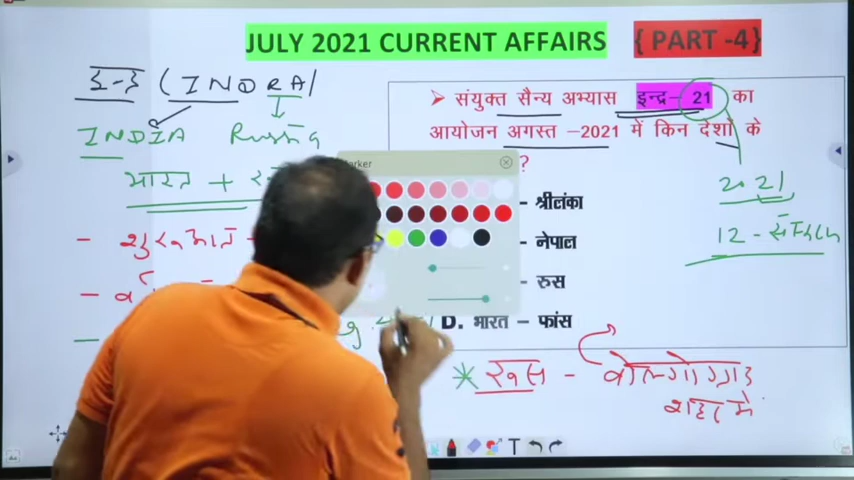 JULY 2021 CURRENT AFFAIRS { PART -4}
(INDRA)
संयुक्त सैन्य अभ्यास इन्द्र- 21 का
INDIA Russia
आयोजन अगस्त -2021 में किन देशों के
?
भारत +
2021
- श्रीलंका
12 -
- नेपाल
- रुस
D. भारत - फांस
* रूस - वोल्गोग्राड
शहर में
T